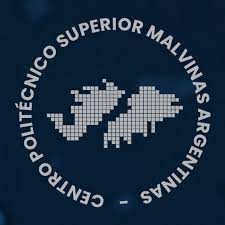 CENTRO POLITÉCNICO SUPERIOR MALVINAS ARGENTINAS -